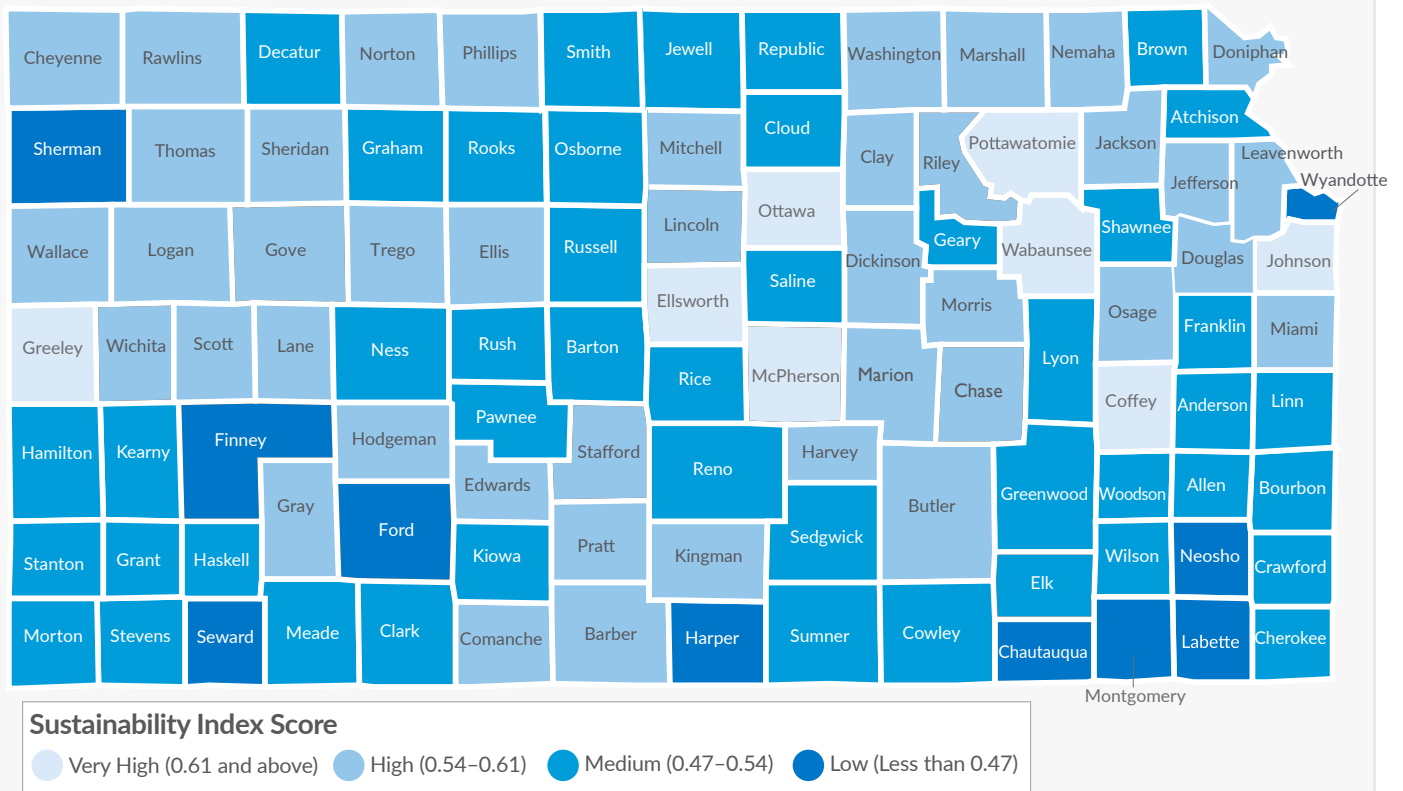 Cheyenne
Rawlins
Decatur
Norton
Phillips
Smith
Jewell
Republic
Washington
Marshall
Nemaha
Brown
Doniphan
Sherman
Thomas
Sheridan
Graham
Rooks
Osborne
Mitchell
Cloud
Clay
Riley
Pottawatomie
Jackson
Atchison
Jefferson
Leavenworth
Wyandotte
Wallace
Logan
Gove
Trego
Ellis
Russell
Lincoln
Ottawa
Saline
Dickinson
Geary
Wabaunsee
Shawnee
Douglas
Johnson
Ellsworth
Morris
Osage
Franklin
Miami
Greeley
Wichita
Scott
Lane
Ness
Rush
Barton
Rice
McPherson
Marion
Chase
Lyon
Coffey
Anderson
Linn
Hamilton
Kearny
Finney
Hodgeman
Pawnee
Stafford
Reno
Harvey
Butler
Greenwood
Woodson
Allen
Bourbon
Gray
Ford
Edwards
Sedgwick
Stanton
Grant
Haskell
Kiowa
Pratt
Kingman
Elk
Wilson
Neosho
Crawford
Morton
Stevens
Seward
Meade
Clark
Comanche
Barber
Harper
Sumner
Cowley
Chautauqua
Labette
Cherokee
Montgomery
Sustainability Index Score
Very High (0.61 and above)
High (0.54–0.61)
Medium (0.47–0.54)
Low (Less than 0.47)